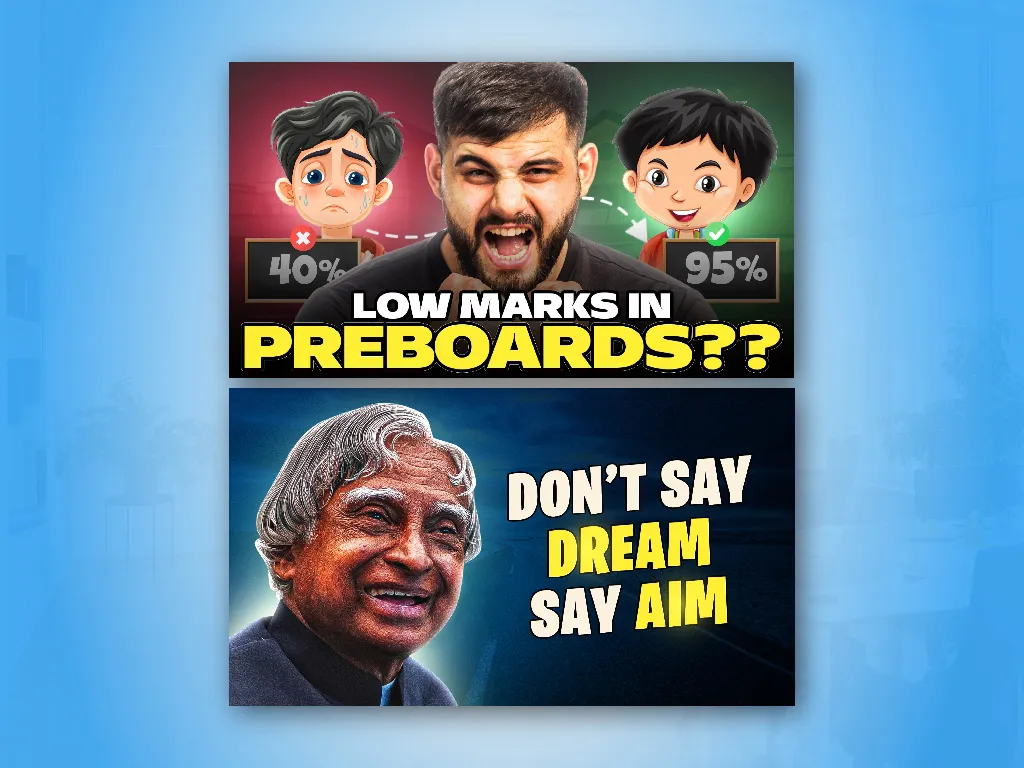 40%
95%
LOW MARKS IN
PREBOARDS??
DON'T SAY
DREAM
SAY AIM